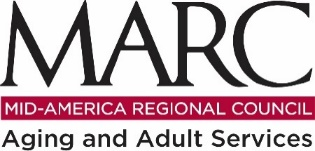 MARC
MID-AMERICA REGIONAL COUNCIL
Aging and Adult Services